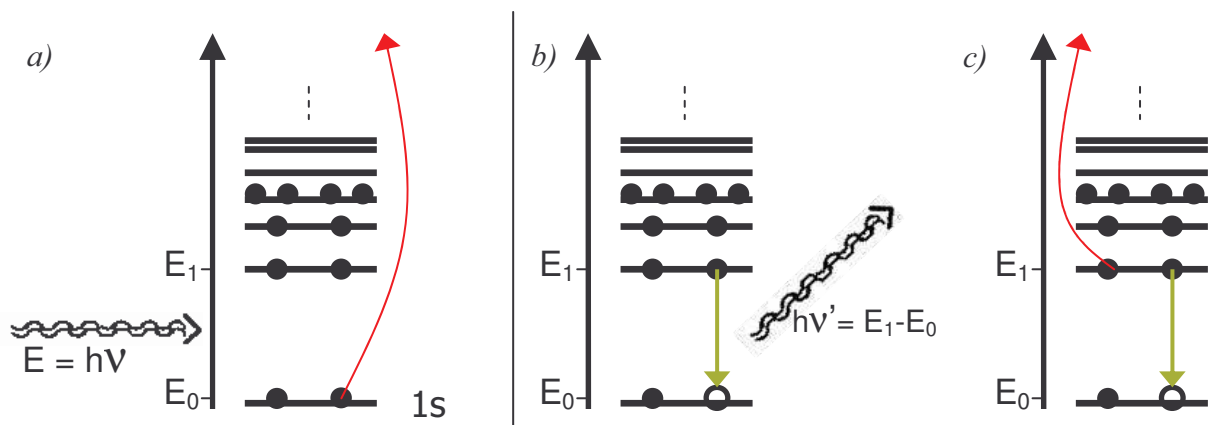 a)
E₁
E = hν
E₀
1s
b)
E₁
hν’= E₁-E₀
E₀
c)
E₁
E₀